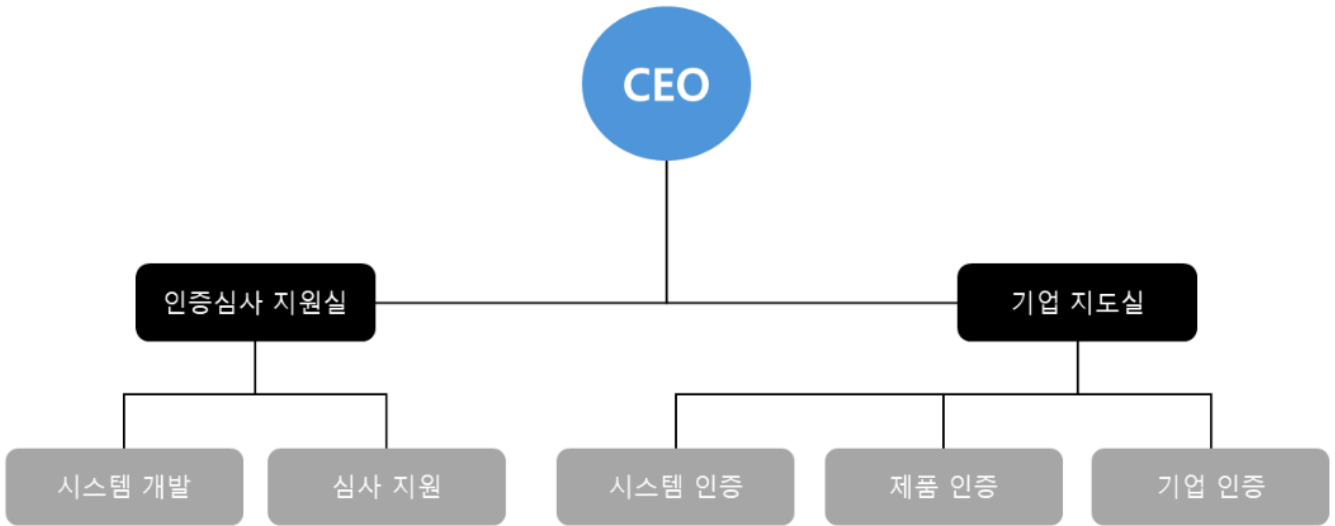 CEO
인증심사 지원실
기업 지도실
시스템 개발
심사 지원
시스템 인증
제품 인증
기업 인증